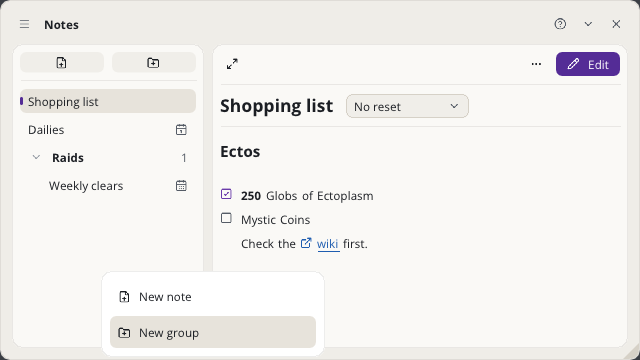 Notes
Shopping list
Dailies
Raids 1
Weekly clears
Edit
Shopping list No reset
Ectos
250 Globs of Ectoplasm
Mystic Coins
Check the wiki first.
New note
New group